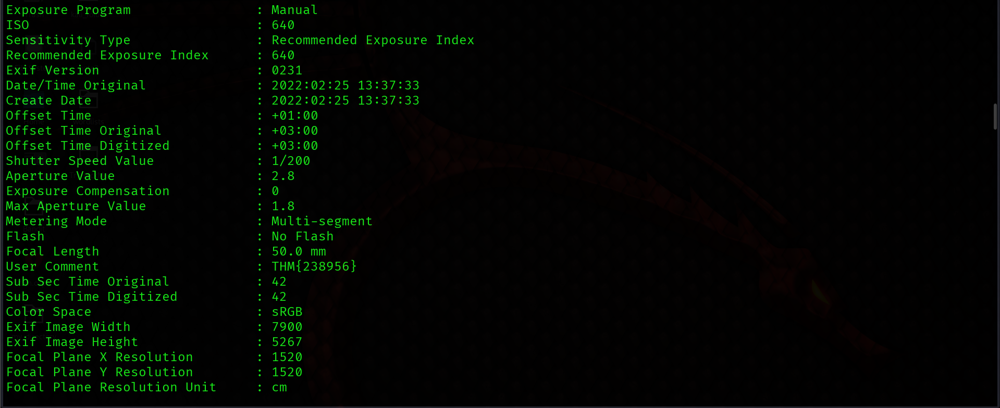 Exposure Program : Manual
ISO : 640
Sensitivity Type : Recommended Exposure Index
Recommended Exposure Index : 640
Exif Version : 0231
Date/Time Original : 2022:02:25 13:37:33
Create Date : 2022:02:25 13:37:33
Offset Time : +01:00
Offset Time Original : +03:00
Offset Time Digitized : +03:00
Shutter Speed Value : 1/200
Aperture Value : 2.8
Exposure Compensation : 0
Max Aperture Value : 1.8
Metering Mode : Multi-segment
Flash : No Flash
Focal Length : 50.0 mm
User Comment : THM{238956}
Sub Sec Time Original : 42
Sub Sec Time Digitized : 42
Color Space : sRGB
Exif Image Width : 7900
Exif Image Height : 5267
Focal Plane X Resolution : 1520
Focal Plane Y Resolution : 1520
Focal Plane Resolution Unit : cm